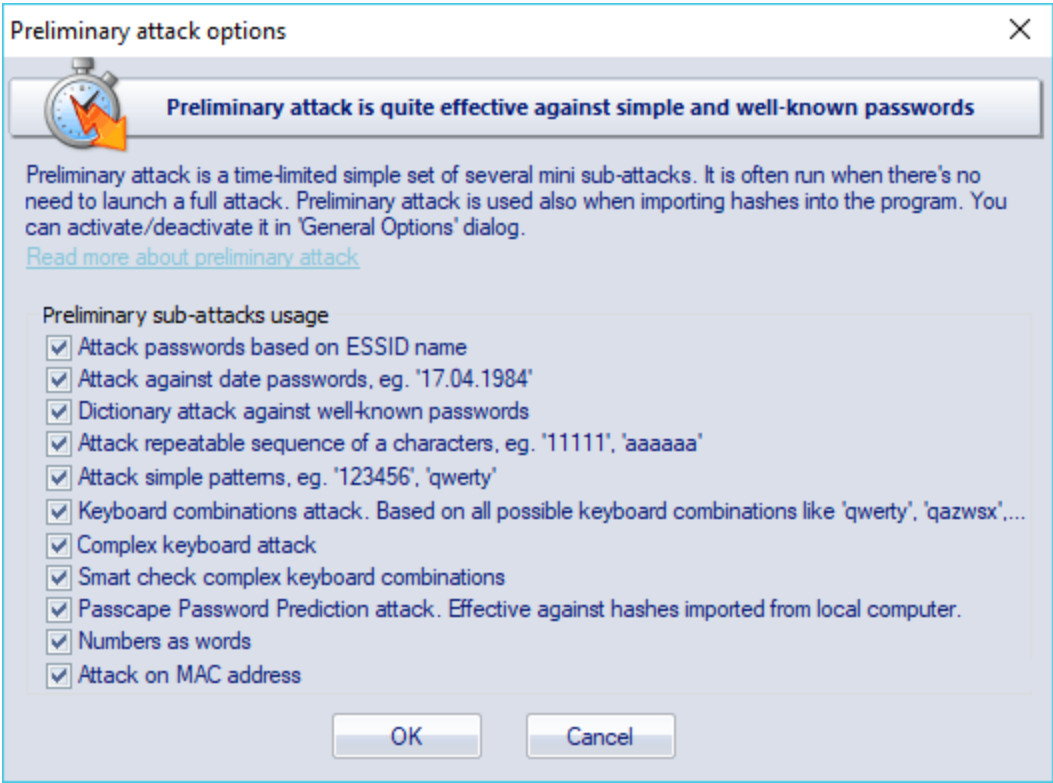 Preliminary attack options
Preliminary attack is quite effective against simple and well-known passwords
Preliminary attack is a time-limited simple set of several mini sub-attacks. It is often run when there's no
need to launch a full attack. Preliminary attack is used also when importing hashes into the program. You
can activate/deactivate it in 'General Options' dialog.
Read more about preliminary attack
Preliminary sub-attacks usage
Attack passwords based on ESSID name
Attack against date passwords, eg. '17.04.1984'
Dictionary attack against well-known passwords
Attack repeatable sequence of a characters, eg. '11111', 'aaaaaa'
Attack simple patterns, eg. '123456', 'qwerty'
Keyboard combinations attack. Based on all possible keyboard combinations like 'qwerty', 'qazwsx',...
Complex keyboard attack
Smart check complex keyboard combinations
Passcape Password Prediction attack. Effective against hashes imported from local computer.
Numbers as words
Attack on MAC address
OK
Cancel